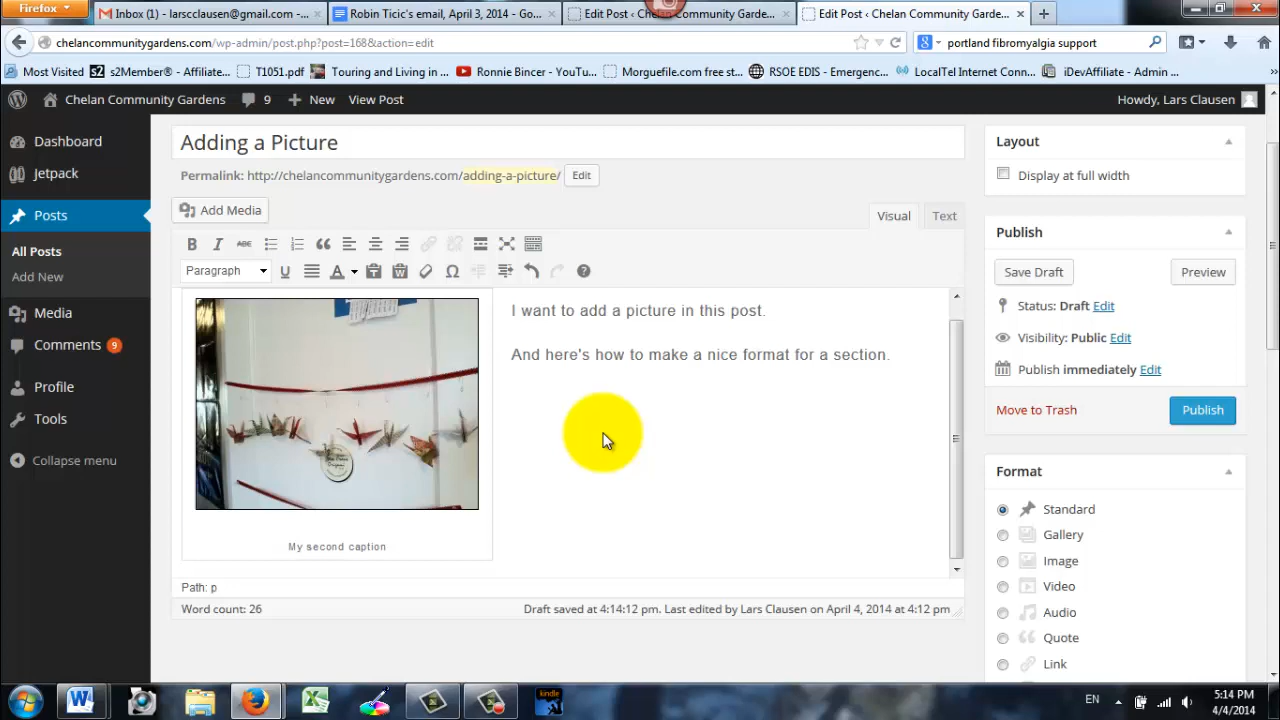 Firefox
Inbox (1) - larscclausen@gmail.com -...
Robin Ticic's email, April 3, 2014 - Go...
Edit Post ‹ Chelan Community Garde...
Edit Post ‹ Chelan Community Garde...
chelancommunitygardens.com/wp-admin/post.php?post=168&action=edit
portland fibromyalgia support
Most Visited
s2Member® - Affiliate...
T1051.pdf
Touring and Living in ...
Ronnie Bincer - YouTu...
Morguefile.com free st...
RSOE EDIS - Emergenc...
LocalTel Internet Conn...
iDevAffiliate - Admin ...
Chelan Community Gardens
9
New
View Post
Howdy, Lars Clausen
Dashboard
Jetpack
Posts
All Posts
Add New
Media
Comments 9
Profile
Tools
Collapse menu
Adding a Picture
Permalink: http://chelancommunitygardens.com/adding-a-picture/ Edit
Add Media
Visual
Text
B I ABC
Paragraph
I want to add a picture in this post.
And here's how to make a nice format for a section.
My second caption
Path: p
Word count: 26
Draft saved at 4:14:12 pm. Last edited by Lars Clausen on April 4, 2014 at 4:12 pm
Layout
Display at full width
Publish
Save Draft
Preview
Status: Draft Edit
Visibility: Public Edit
Publish immediately Edit
Move to Trash
Publish
Format
Standard
Gallery
Image
Video
Audio
Quote
Link
kindle
EN
5:14 PM
4/4/2014